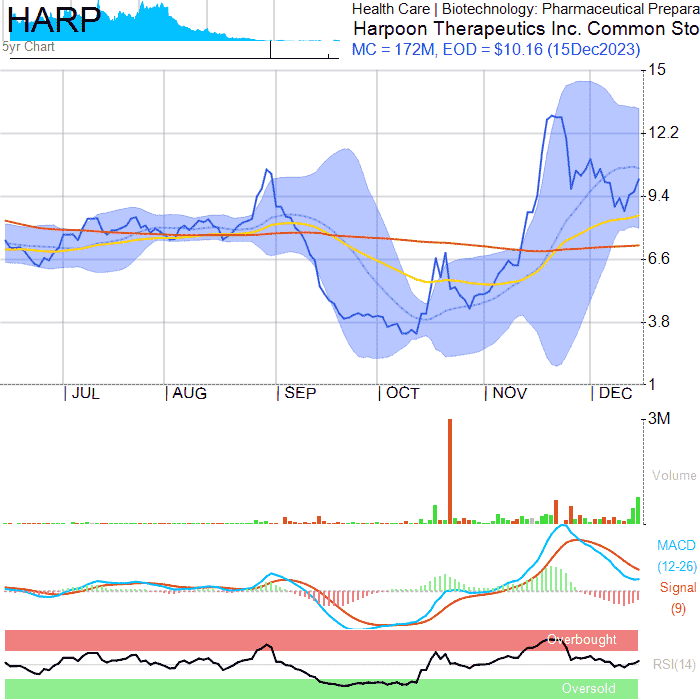 HARP
5yr Chart
Health Care | Biotechnology: Pharmaceutical Prepara
Harpoon Therapeutics Inc. Common Sto
MC = 172M, EOD = $10.16 (15Dec2023)
15
12.2
9.4
6.6
3.8
1
JUL
AUG
SEP
OCT
NOV
DEC
3M
Volume
MACD
(12-26)
Signal
(9)
Overbought
RSI(14)
Oversold